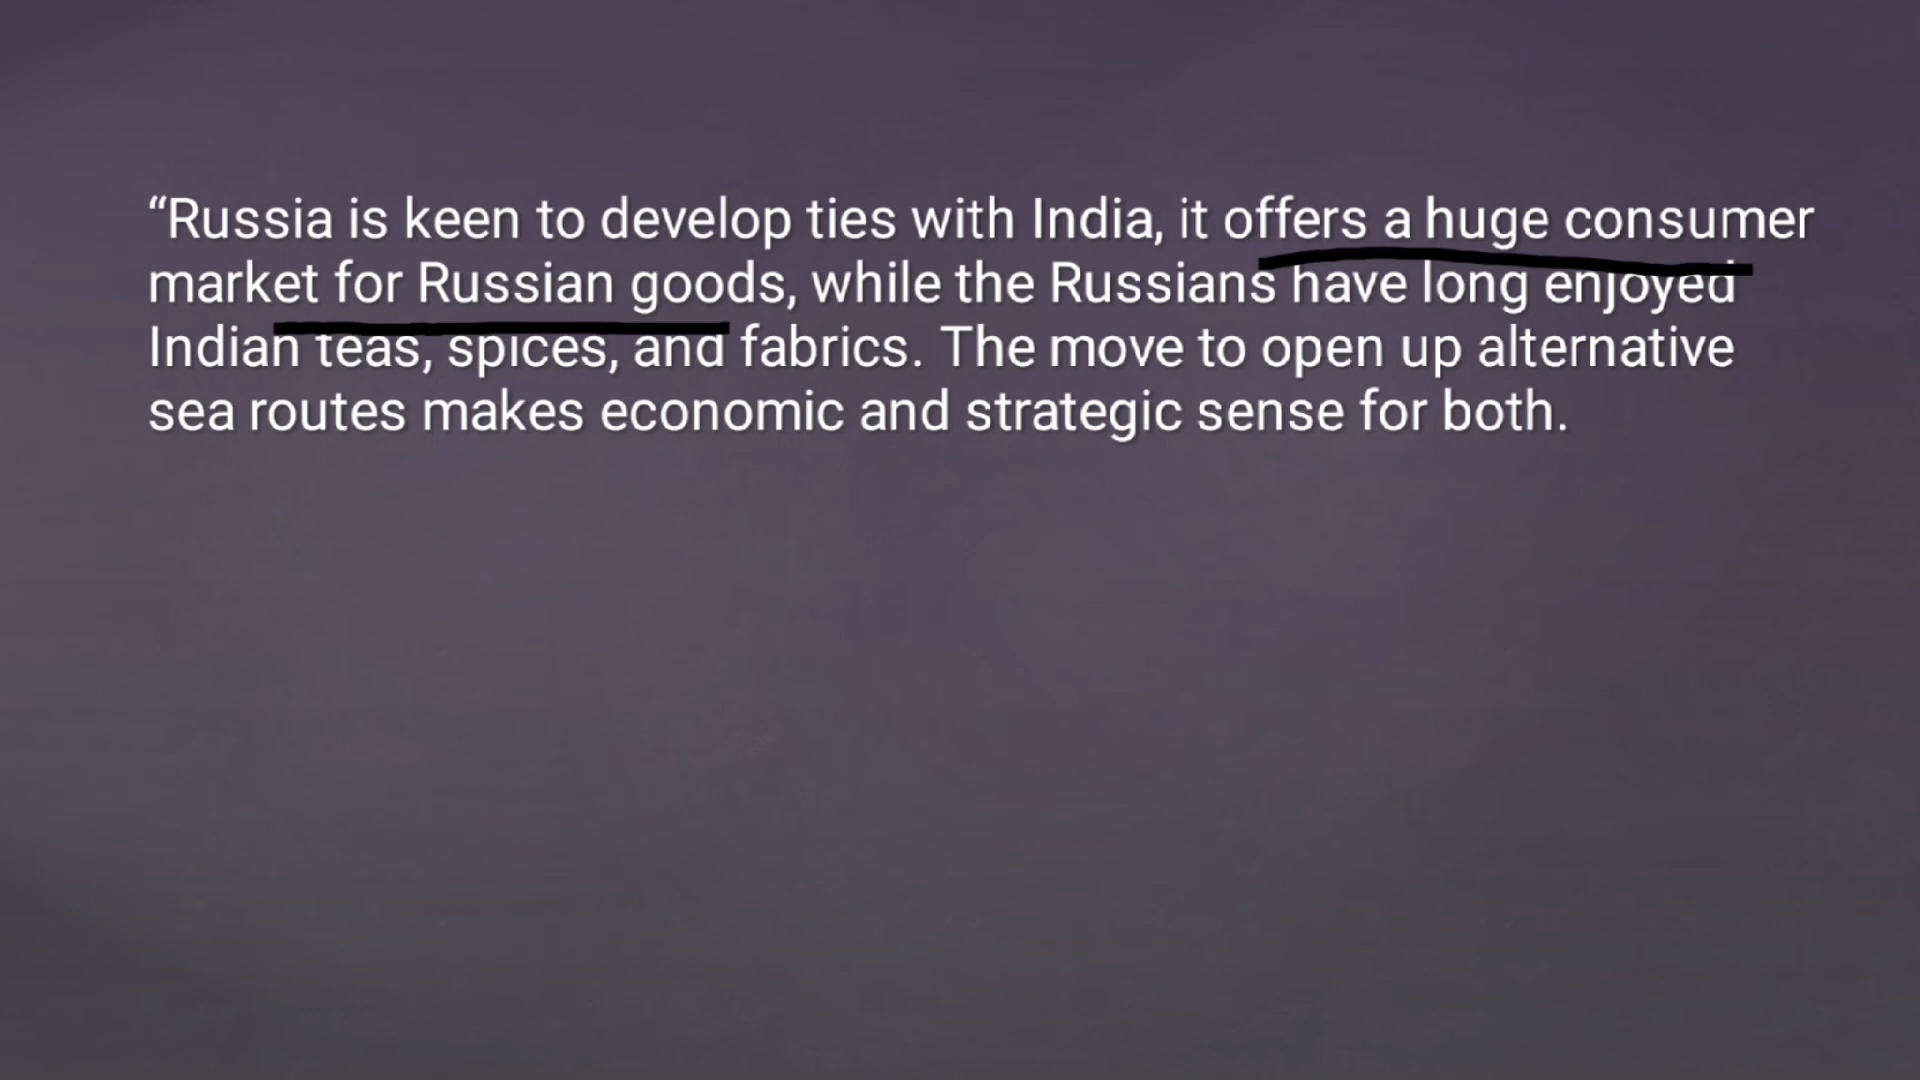 “Russia is keen to develop ties with India, it offers a huge consumer
market for Russian goods, while the Russians have long enjoyed
Indian teas, spices, and fabrics. The move to open up alternative
sea routes makes economic and strategic sense for both.